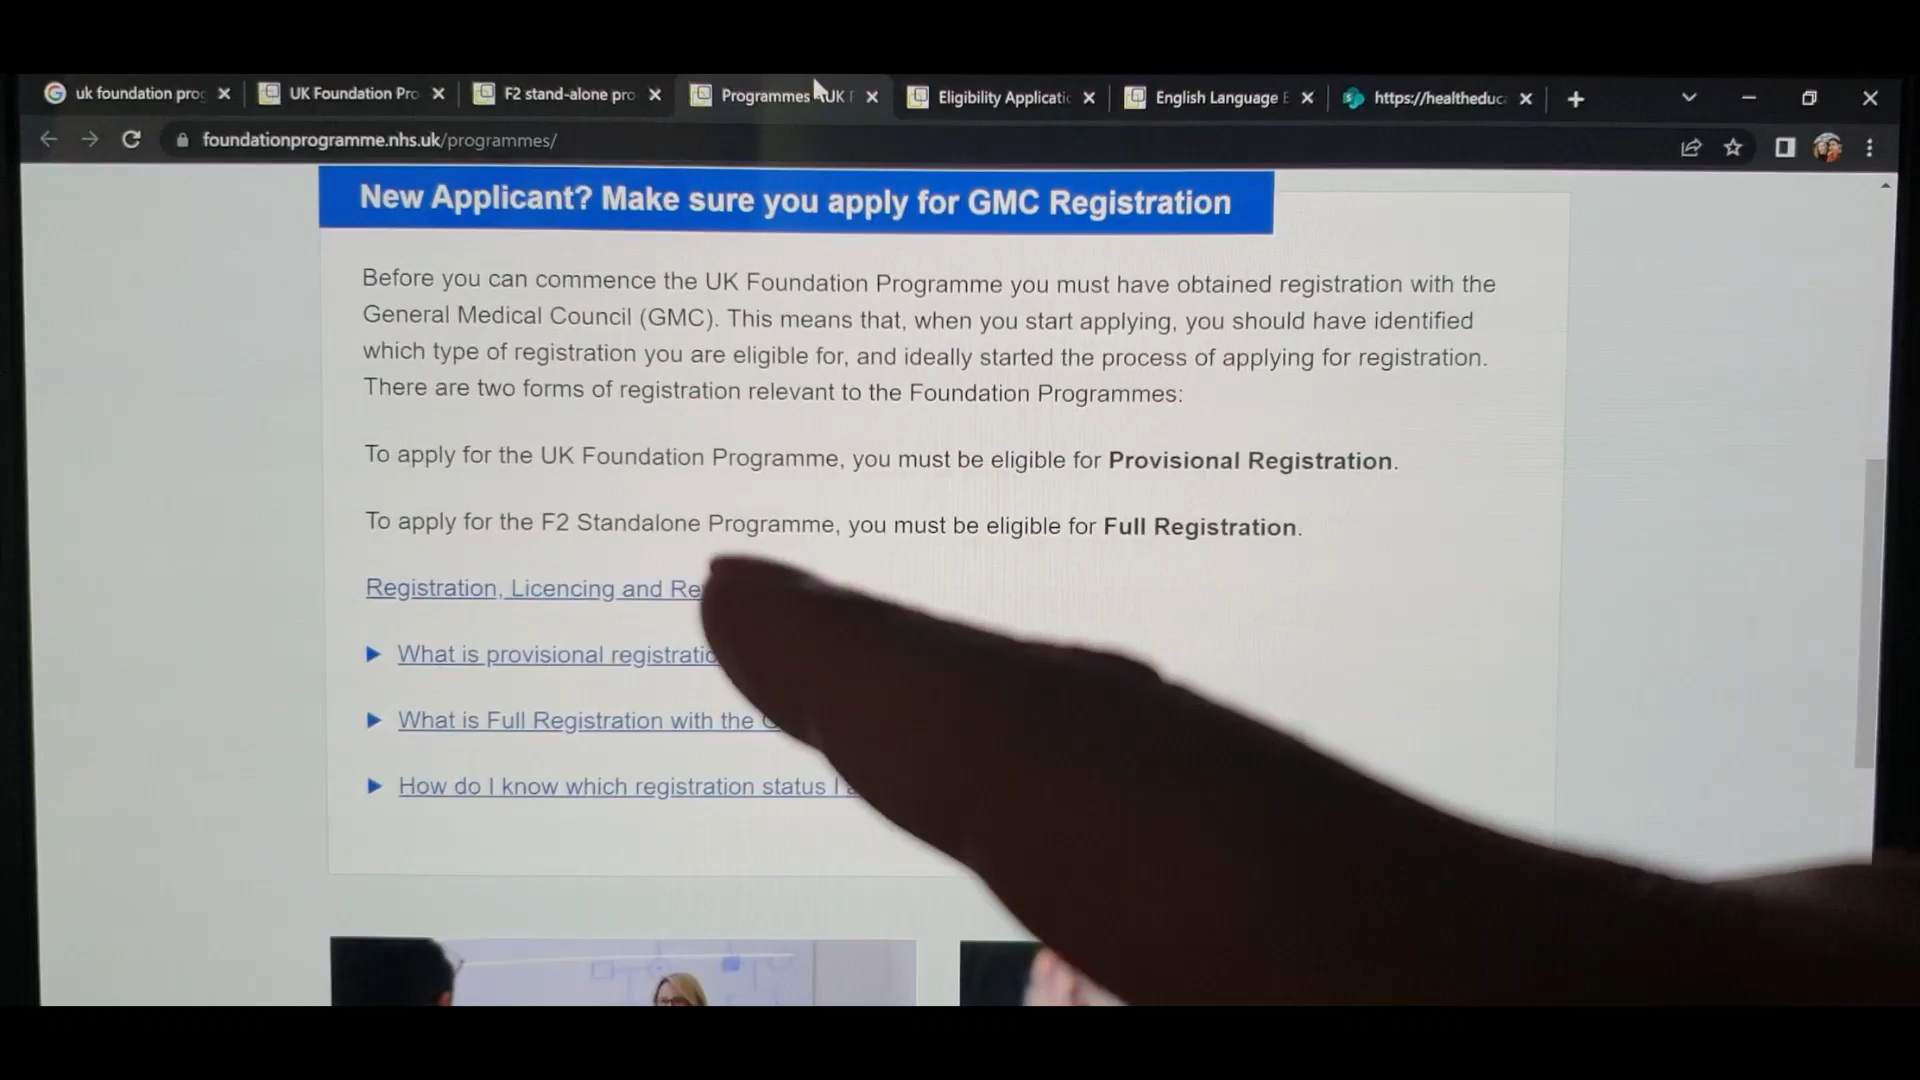 uk foundation prog
UK Foundation Pro
F2 stand-alone pro
Programmes
Eligibility Applicatio
English Language E
https://healtheduc
foundationprogramme.nhs.uk/programmes/
New Applicant? Make sure you apply for GMC Registration
Before you can commence the UK Foundation Programme you must have obtained registration with the
General Medical Council (GMC). This means that, when you start applying, you should have identified
which type of registration you are eligible for, and ideally started the process of applying for registration.
There are two forms of registration relevant to the Foundation Programmes:
To apply for the UK Foundation Programme, you must be eligible for Provisional Registration.
To apply for the F2 Standalone Programme, you must be eligible for Full Registration.
Registration, Licencing and Re
What is provisional registratio
What is Full Registration with the
How do I know which registration status I